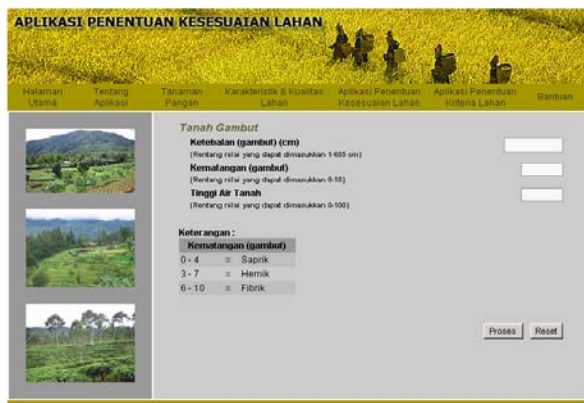 APLIKASI PENENTUAN KESESUAIAN LAHAN
Halaman Utama
Tentang Aplikasi
Tanaman Pangan
Karakteristik & Kualitas Lahan
Aplikasi Penentuan Kesesuaian Lahan
Aplikasi Penentuan Kriteria Lahan
Bantuan
Tanah Gambut
Ketebalan (gambut) (cm)
(Rentang nilai yang dapat dimasukkan 1-605 cm)
Kematangan (gambut)
(Rentang nilai yang dapat dimasukkan 0-10)
Tinggi Air Tanah
(Rentang nilai yang dapat dimasukkan 0-100)
Keterangan :
Kematangan (gambut)
0 - 4 = Saprik
3 - 7 = Hemik
6 - 10 = Fibrik
Proses
Reset